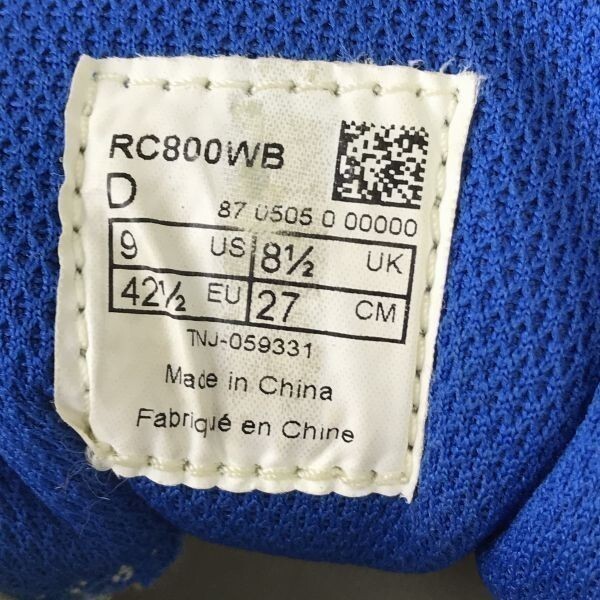 RC800WB
D
87 0505 0 00000
9 US 8½ UK
42½ EU 27 CM
TNJ-059331
Made in China
Fabriqué en Chine